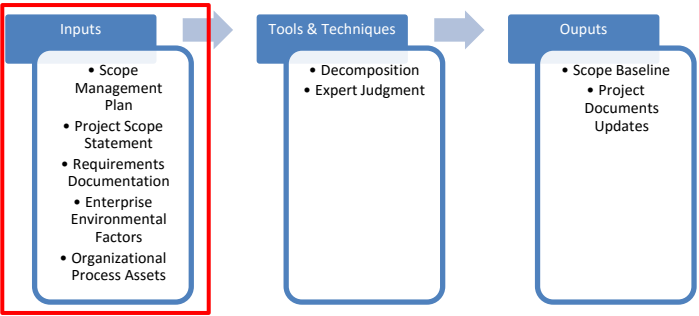 Inputs
• Scope
Management
Plan
• Project Scope
Statement
• Requirements
Documentation
• Enterprise
Environmental
Factors
• Organizational
Process Assets
Tools & Techniques
• Decomposition
• Expert Judgment
Ouputs
• Scope Baseline
• Project
Documents
Updates